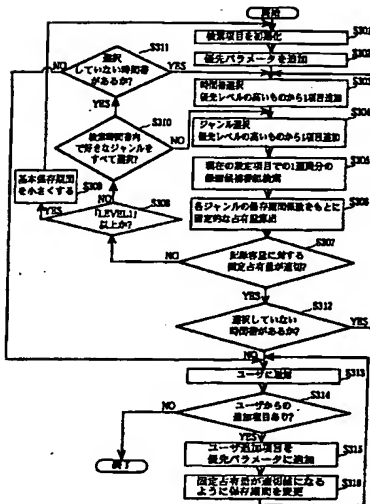 開始
S301
検索項目を初期化
S302
優先パラメータを追加
S303
時間帯選択
優先レベルの高いものから1項目追加
S304
ジャンル選択
優先レベルの高いものから1項目追加
S305
現在の設定項目での1週間分の
録画候補番組検索
S306
各ジャンルの保存期間係数をもとに
固定的な占有量算出
S307
記録容量に対する
固定占有量が適切か?
YES
NO
S308
「LEVEL1」
以上か?
YES
NO
S309
基本保存期間
を小さくする
S310
検索時間帯内
で好きなジャンルを
すべて選択?
YES
NO
S311
選択
していない時間帯
があるか?
NO
YES
S312
選択していない
時間帯があるか?
YES
NO
S313
ユーザに通知
S314
ユーザからの
追加項目あり?
NO
YES
終了
S315
ユーザ追加項目を
優先パラメータに追加
S316
固定占有量が適切値になる
ように保存期間を変更